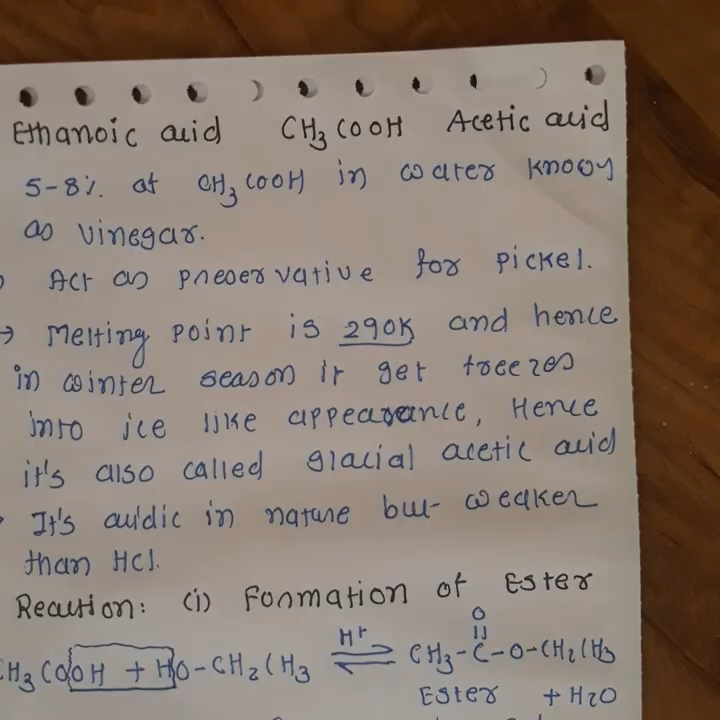 Ethanoic acid CH3COOH Acetic acid
5-8% of CH3COOH in water known
as vinegar.
Act as preservative for pickel.
→ Melting point is 290K and hence
in winter season it get freezes
into ice like appearance, Hence
it's also called glacial acetic acid
It's acidic in nature but weaker
than HCl.
Reaction: (i) Formation of Ester
CH3COOH + HO-CH2CH3 ⇌ H+ CH3-C(=O)-O-CH2CH3
Ester + H2O